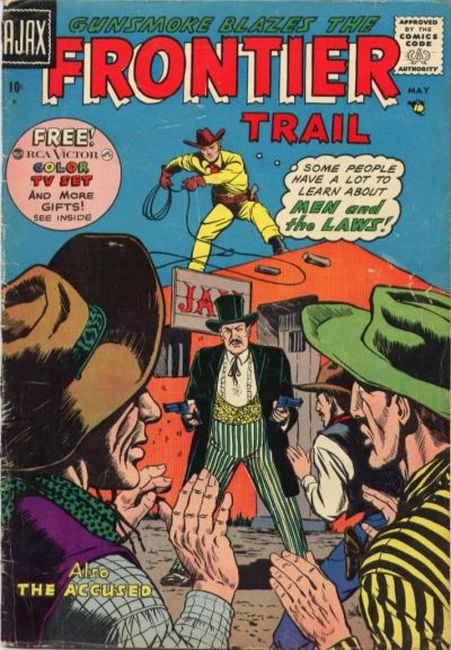 GUNSMOKE BLAZES THE
AJAX
FRONTIER
TRAIL
APPROVED
BY THE
COMICS
CODE
CA
AUTHORITY
10¢
MAY
FREE!
RCA VICTOR
COLOR
TV SET
AND MORE
GIFTS!
SEE INSIDE
SOME PEOPLE
HAVE A LOT TO
LEARN ABOUT
MEN and
the LAWS!
JA
Also
THE ACCUSED